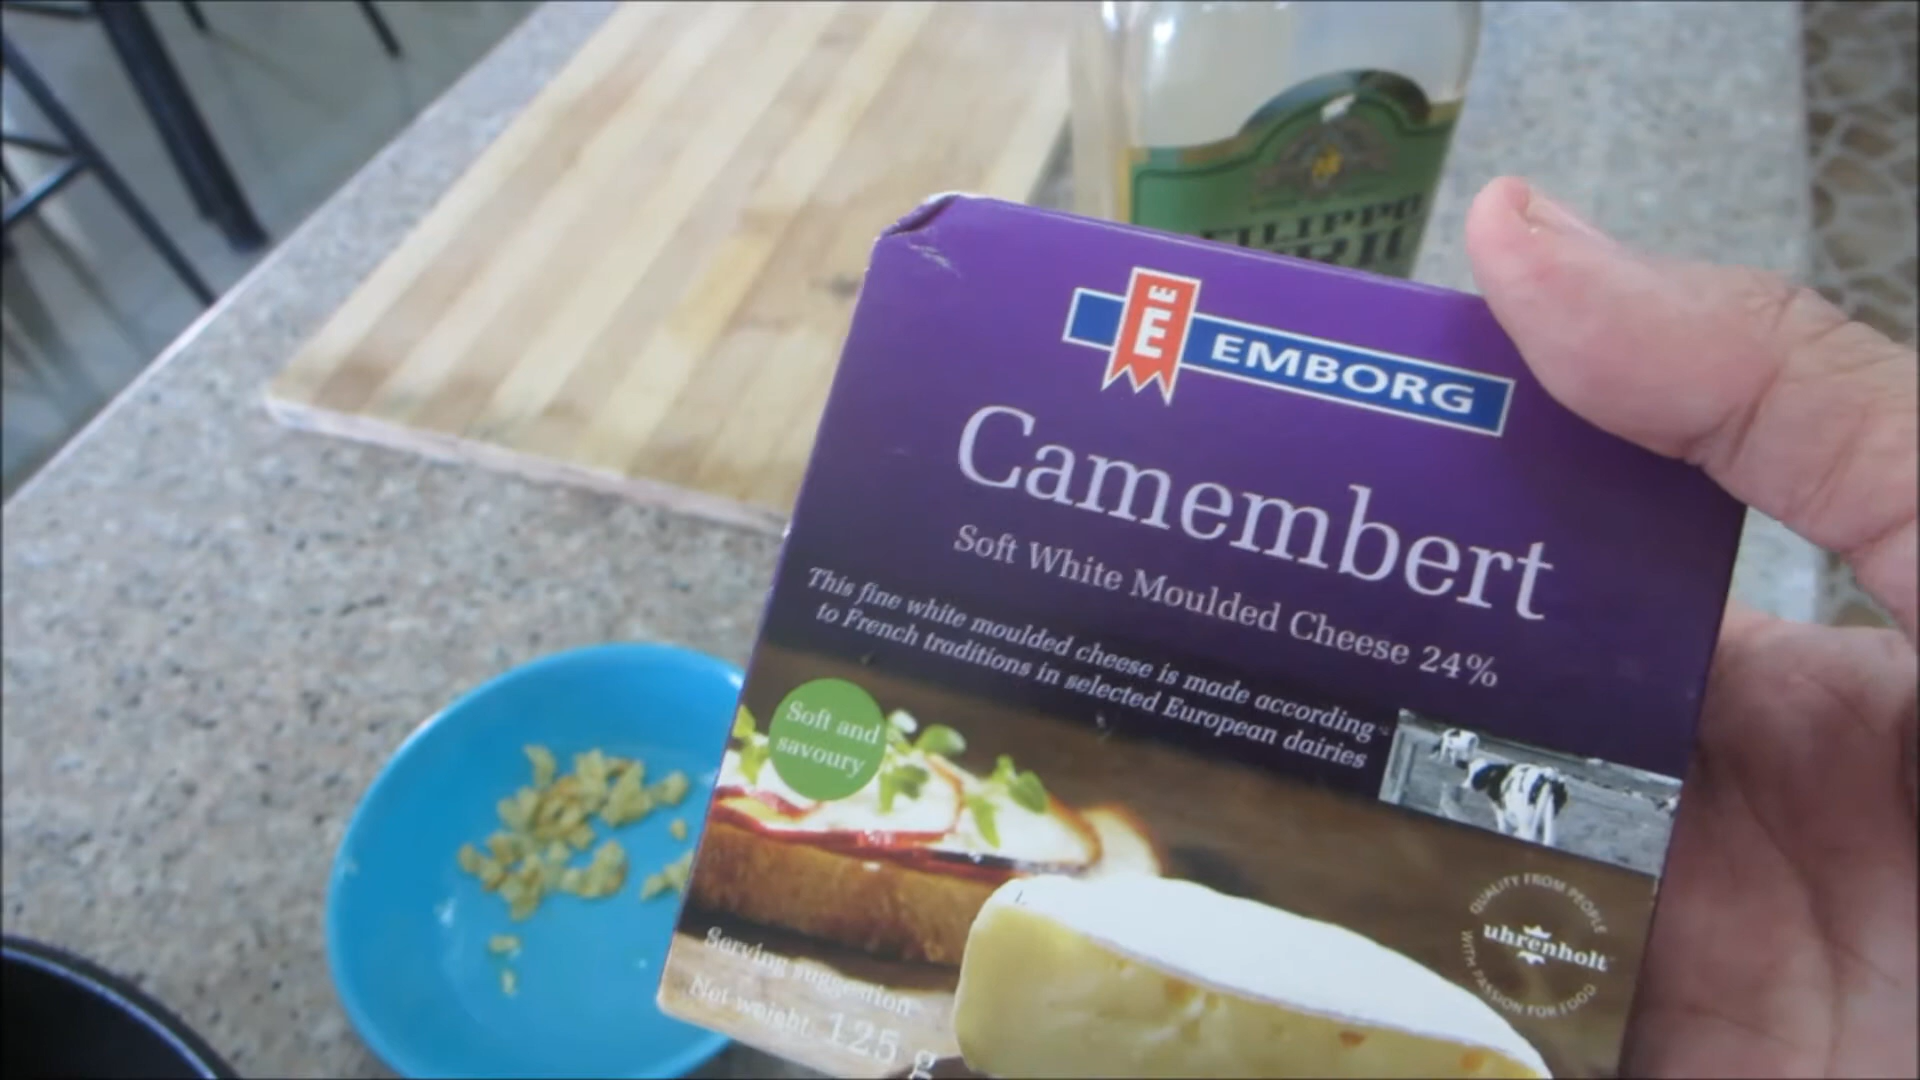 FILIPPO
E
EMBORG
Camembert
Soft White Moulded Cheese 24%
This fine white moulded cheese is made according
to French traditions in selected European dairies
Soft and
savoury
QUALITY FROM PEOPLE
uhrenholt
WITH PASSION FOR FOOD
Serving suggestion
Net weight: 125 g